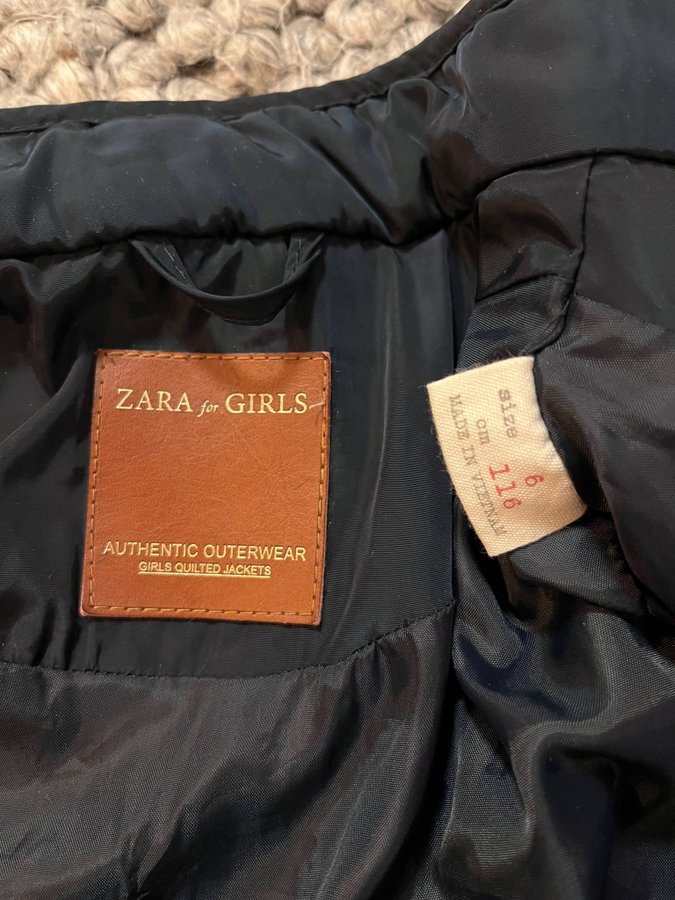 ZARA for GIRLS
AUTHENTIC OUTERWEAR
GIRLS QUILTED JACKETS
size 6
cm 116
MADE IN VIETNAM